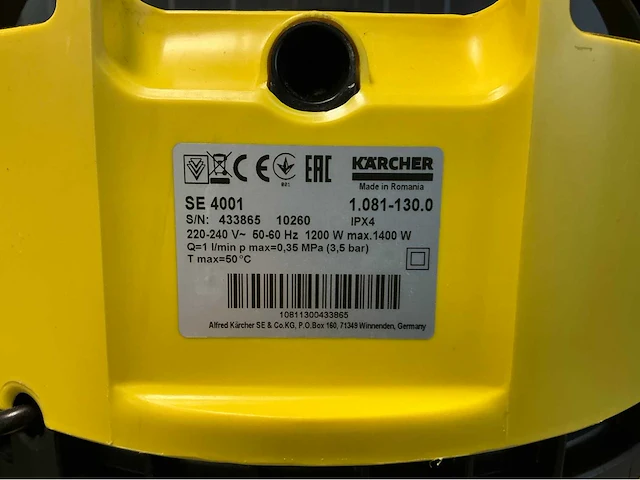 CE EAC KÄRCHER
Made in Romania
SE 4001 1.081-130.0
S/N: 433865 10260 IPX4
220-240 V~ 50-60 Hz 1200 W max.1400 W
Q=1 l/min p max=0,35 MPa (3,5 bar)
T max=50°C
10811300433865
Alfred Kärcher SE & Co.KG, P.O.Box 160, 71349 Winnenden, Germany